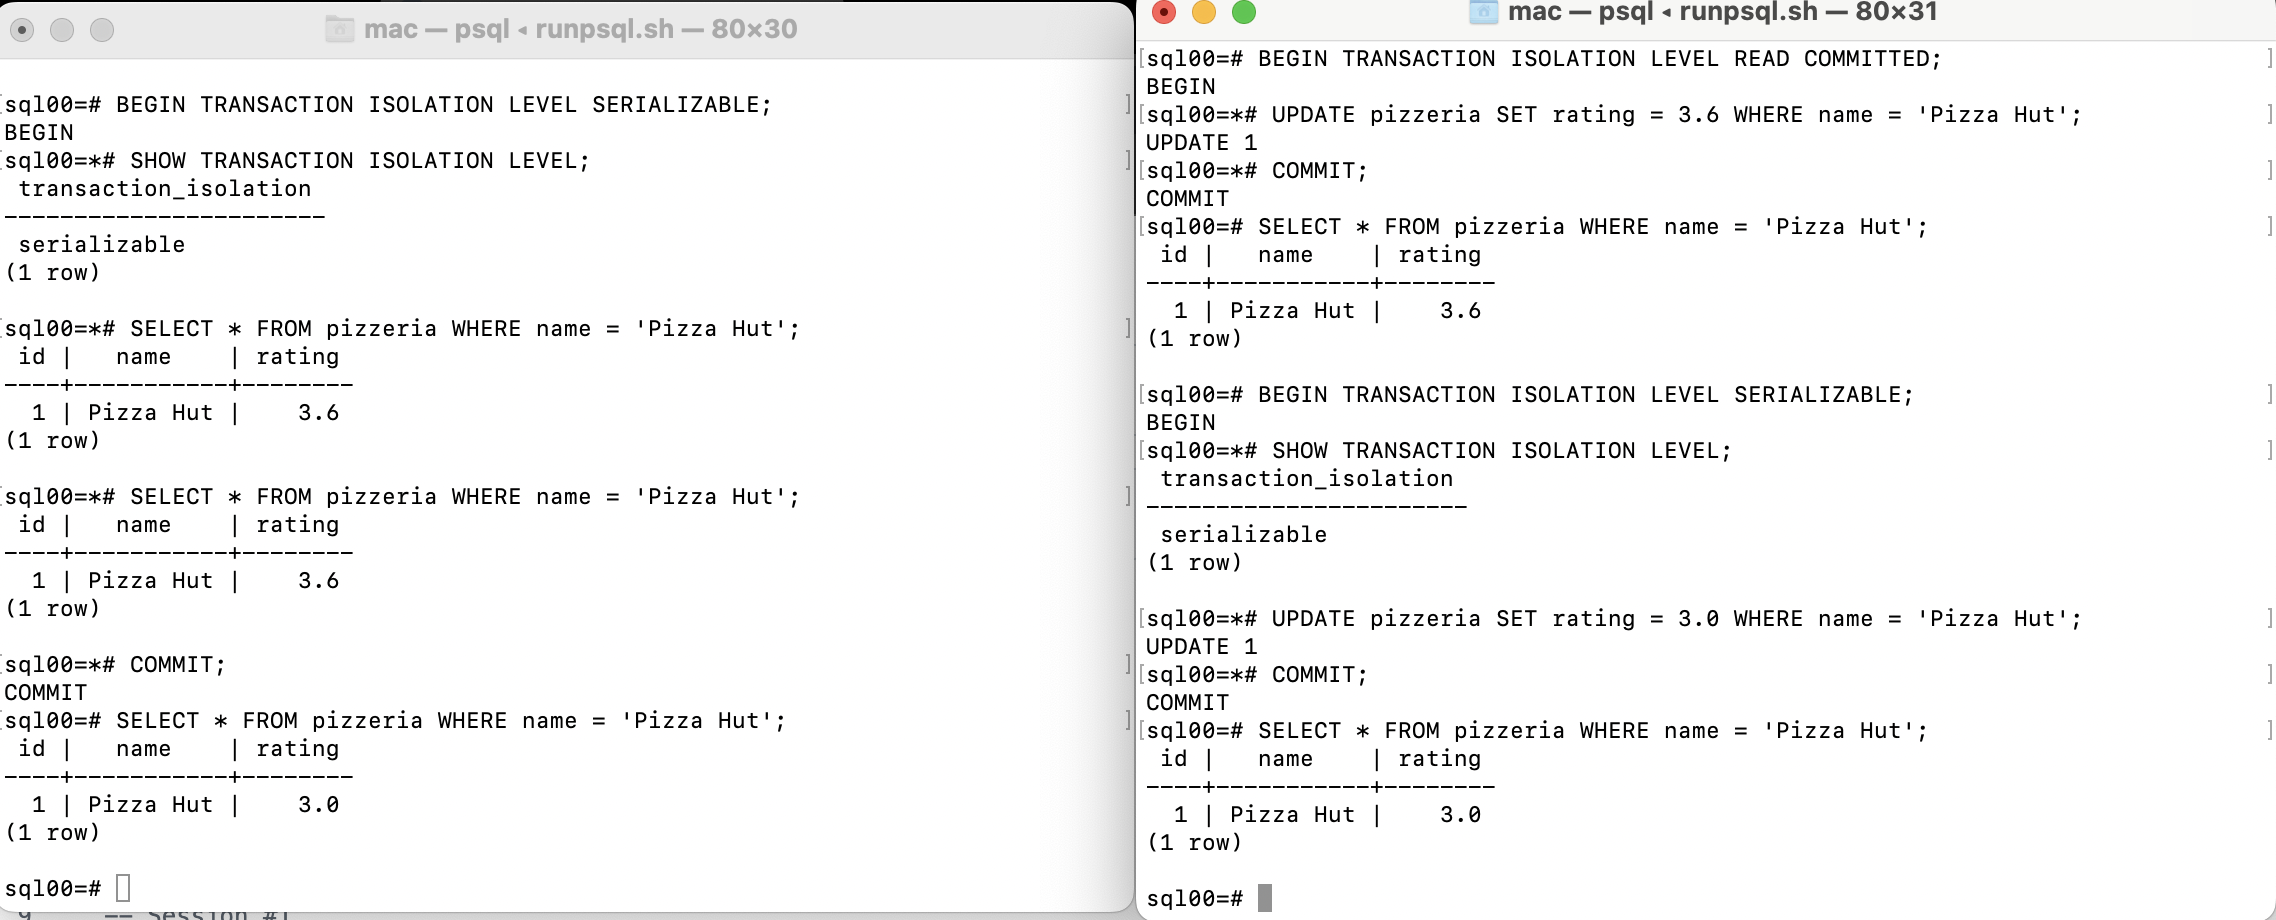 mac — psql ◂ runpsql.sh — 80×30
sql00=# BEGIN TRANSACTION ISOLATION LEVEL SERIALIZABLE;
BEGIN
sql00=*# SHOW TRANSACTION ISOLATION LEVEL;
 transaction_isolation
-----------------------
 serializable
(1 row)
sql00=*# SELECT * FROM pizzeria WHERE name = 'Pizza Hut';
 id |   name    | rating
----+-----------+--------
  1 | Pizza Hut |    3.6
(1 row)
sql00=*# SELECT * FROM pizzeria WHERE name = 'Pizza Hut';
 id |   name    | rating
----+-----------+--------
  1 | Pizza Hut |    3.6
(1 row)
sql00=*# COMMIT;
COMMIT
sql00=# SELECT * FROM pizzeria WHERE name = 'Pizza Hut';
 id |   name    | rating
----+-----------+--------
  1 | Pizza Hut |    3.0
(1 row)
sql00=#
9 -- Session #1
mac — psql ◂ runpsql.sh — 80×31
sql00=# BEGIN TRANSACTION ISOLATION LEVEL READ COMMITTED;
BEGIN
sql00=*# UPDATE pizzeria SET rating = 3.6 WHERE name = 'Pizza Hut';
UPDATE 1
sql00=*# COMMIT;
COMMIT
sql00=# SELECT * FROM pizzeria WHERE name = 'Pizza Hut';
 id |   name    | rating
----+-----------+--------
  1 | Pizza Hut |    3.6
(1 row)
sql00=# BEGIN TRANSACTION ISOLATION LEVEL SERIALIZABLE;
BEGIN
sql00=*# SHOW TRANSACTION ISOLATION LEVEL;
 transaction_isolation
-----------------------
 serializable
(1 row)
sql00=*# UPDATE pizzeria SET rating = 3.0 WHERE name = 'Pizza Hut';
UPDATE 1
sql00=*# COMMIT;
COMMIT
sql00=# SELECT * FROM pizzeria WHERE name = 'Pizza Hut';
 id |   name    | rating
----+-----------+--------
  1 | Pizza Hut |    3.0
(1 row)
sql00=#